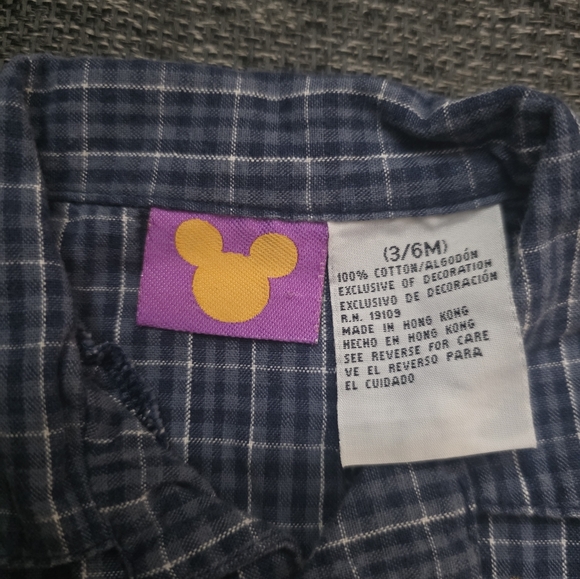 (3/6M)
100% COTTON/ALGODÓN
EXCLUSIVE OF DECORATION
EXCLUSIVO DE DECORACIÓN
R.N. 19109
MADE IN HONG KONG
HECHO EN HONG KONG
SEE REVERSE FOR CARE
VE EL REVERSO PARA
EL CUIDADO